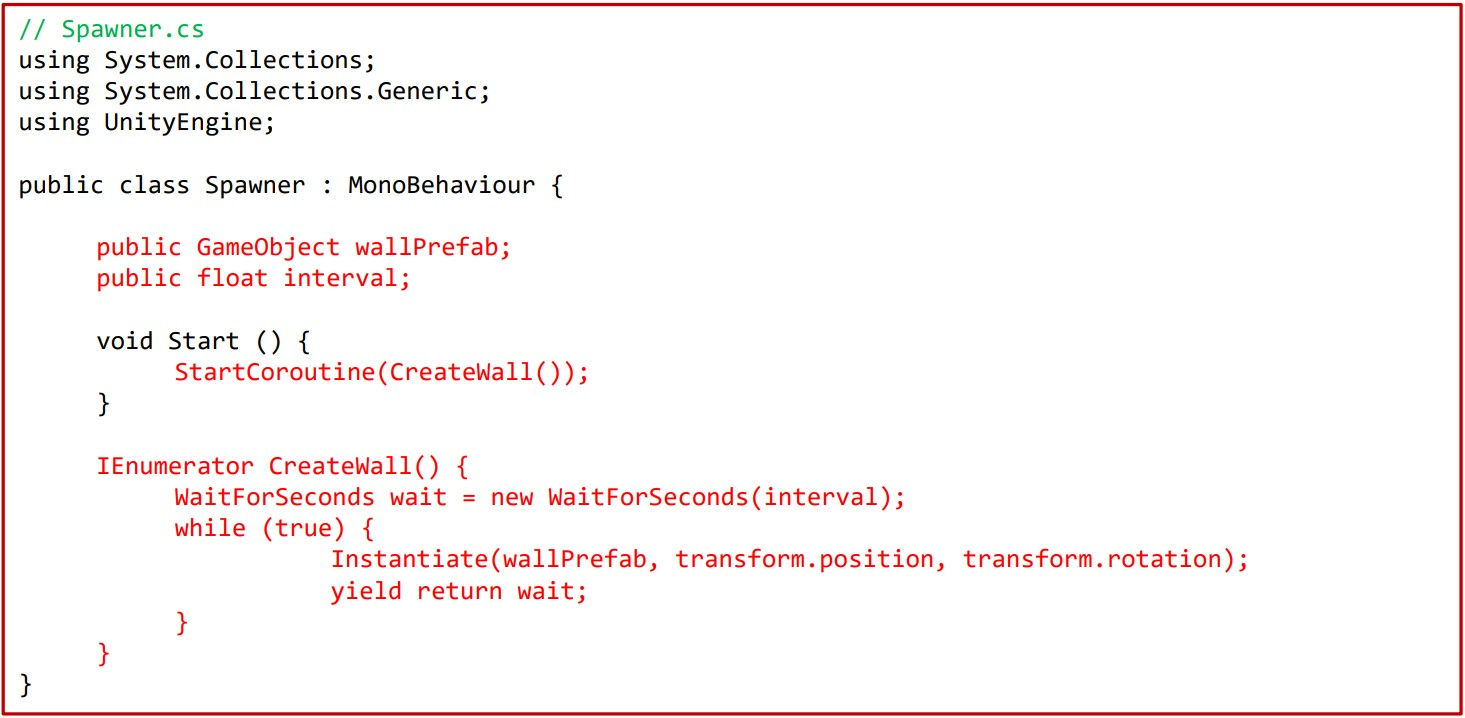 // Spawner.cs
using System.Collections;
using System.Collections.Generic;
using UnityEngine;
public class Spawner : MonoBehaviour {
public GameObject wallPrefab;
public float interval;
void Start () {
StartCoroutine(CreateWall());
}
IEnumerator CreateWall() {
WaitForSeconds wait = new WaitForSeconds(interval);
while (true) {
Instantiate(wallPrefab, transform.position, transform.rotation);
yield return wait;
}
}
}